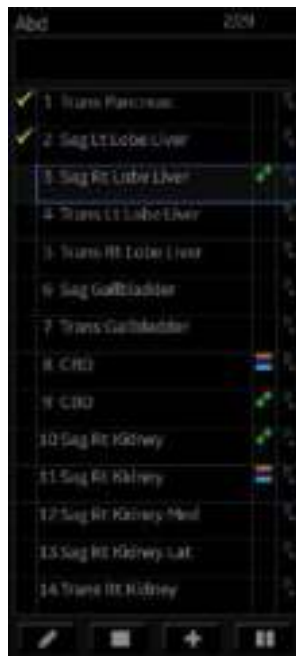 Abd 2/29
1 Trans Pancreas
2 Sag Lt Lobe Liver
3 Sag Rt Lobe Liver
4 Trans Lt Lobe Liver
5 Trans Rt Lobe Liver
6 Sag Gallbladder
7 Trans Gallbladder
8 CBD
9 CBD
10 Sag Rt Kidney
11 Sag Rt Kidney
12 Sag Rt Kidney Med
13 Sag Rt Kidney Lat
14 Trans Rt Kidney